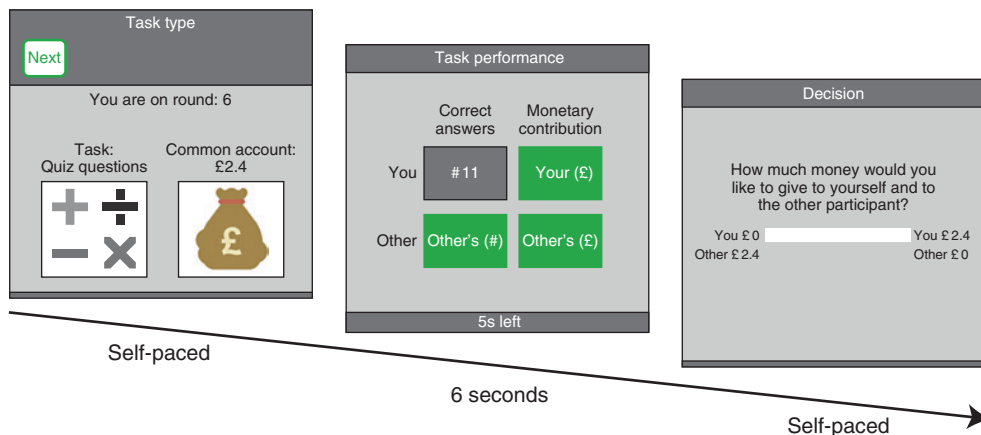 Task type
Next
You are on round: 6
Task:
Quiz questions
Common account:
£2.4
£
Self-paced
Task performance
Correct
answers
Monetary
contribution
You
#11
Your (£)
Other
Other's (#)
Other's (£)
5s left
6 seconds
Decision
How much money would you
like to give to yourself and to
the other participant?
You £0
You £2.4
Other £2.4
Other £0
Self-paced